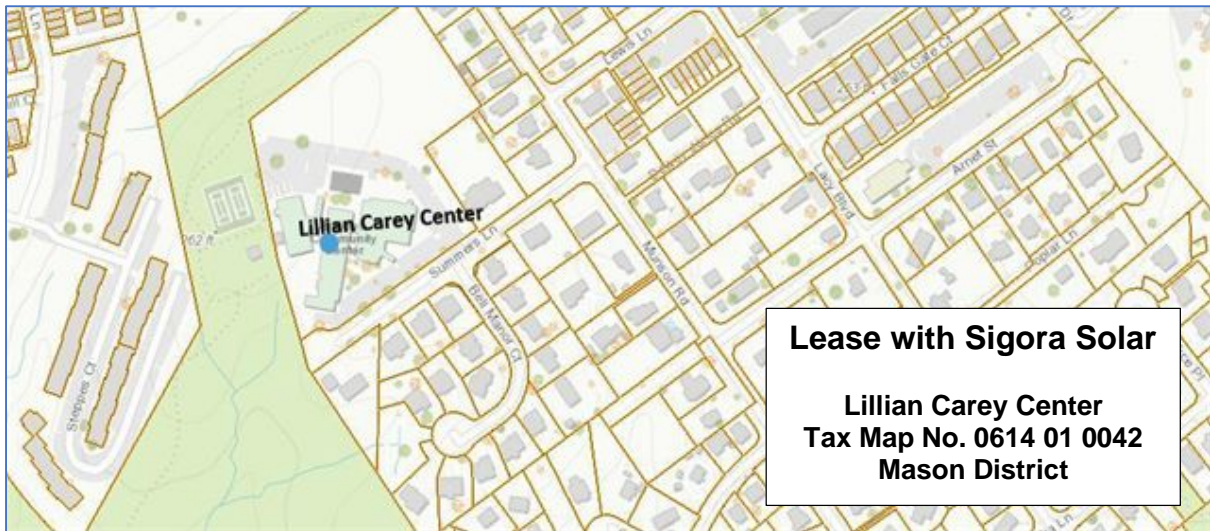 Lewis Ln
Falls Gate Ct
Arnet St
Lacy Blvd
Lillian Carey Center
262 ft
Summers Ln
Munson Rd
Poplar Ln
Bell Manor Ct
Steppes Ct
Lease with Sigora Solar
Lillian Carey Center
Tax Map No. 0614 01 0042
Mason District